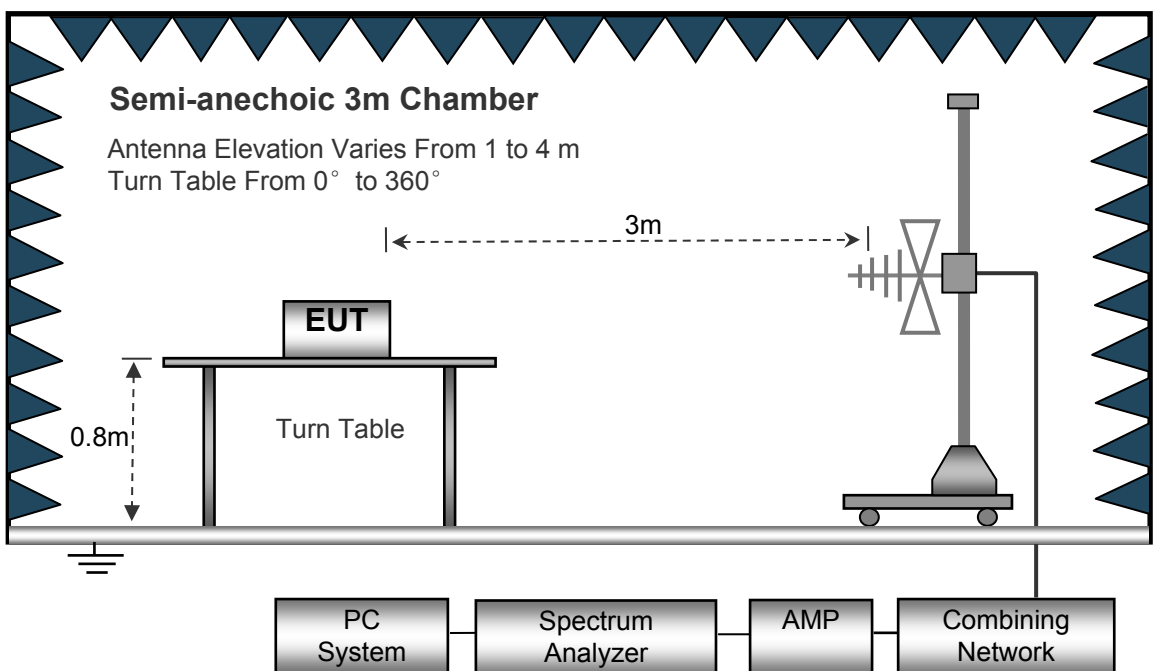 Semi-anechoic 3m Chamber
Antenna Elevation Varies From 1 to 4 m
Turn Table From 0° to 360°
3m
EUT
0.8m
Turn Table
PC
System
Spectrum
Analyzer
AMP
Combining
Network